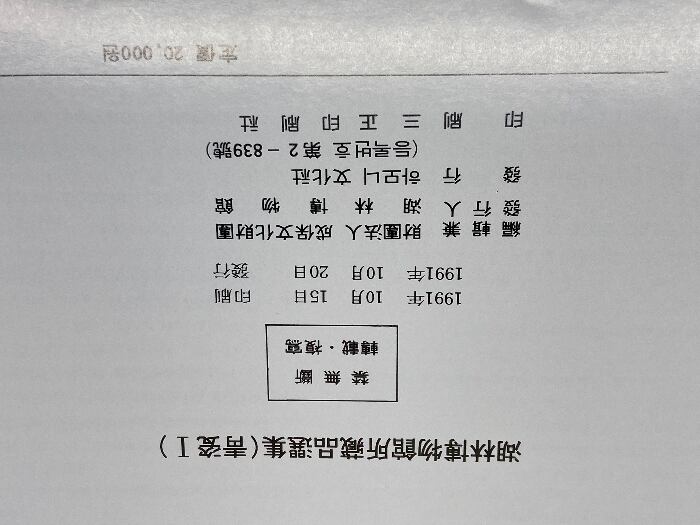 湖林博物館所藏品選集(靑瓷Ⅰ)
禁無斷
轉載·複寫
1991年 10月 15日 印刷
1991年 10月 20日 發行
編輯兼 財團法人 成保文化財團
發行人 湖林博物館
發行 하모니 文化社
(등록번호 第2-839號)
印刷 三正印刷社
定價 20,000원